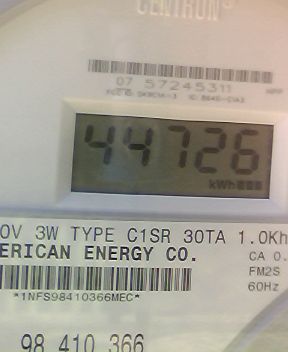 CENTRON®
07 57245311
44726
kWh
0V 3W TYPE C1SR 30TA 1.0Kh
ERICAN ENERGY CO.
CA 0.
FM2S
60Hz
*1NFS98410366MEC*
98 410 366